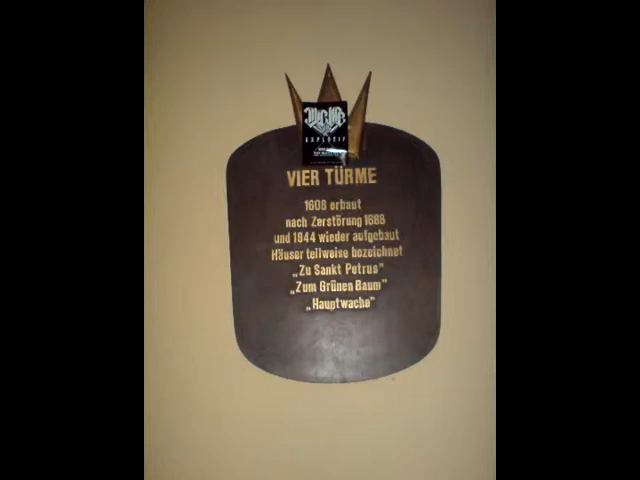 EXPLOTIF
VIER TÜRME
1608 erbaut
nach Zerstörung 1688
und 1944 wieder aufgebaut
Häuser teilweise bezeichnet
„Zu Sankt Petrus”
„Zum Grünen Baum”
„Hauptwache”